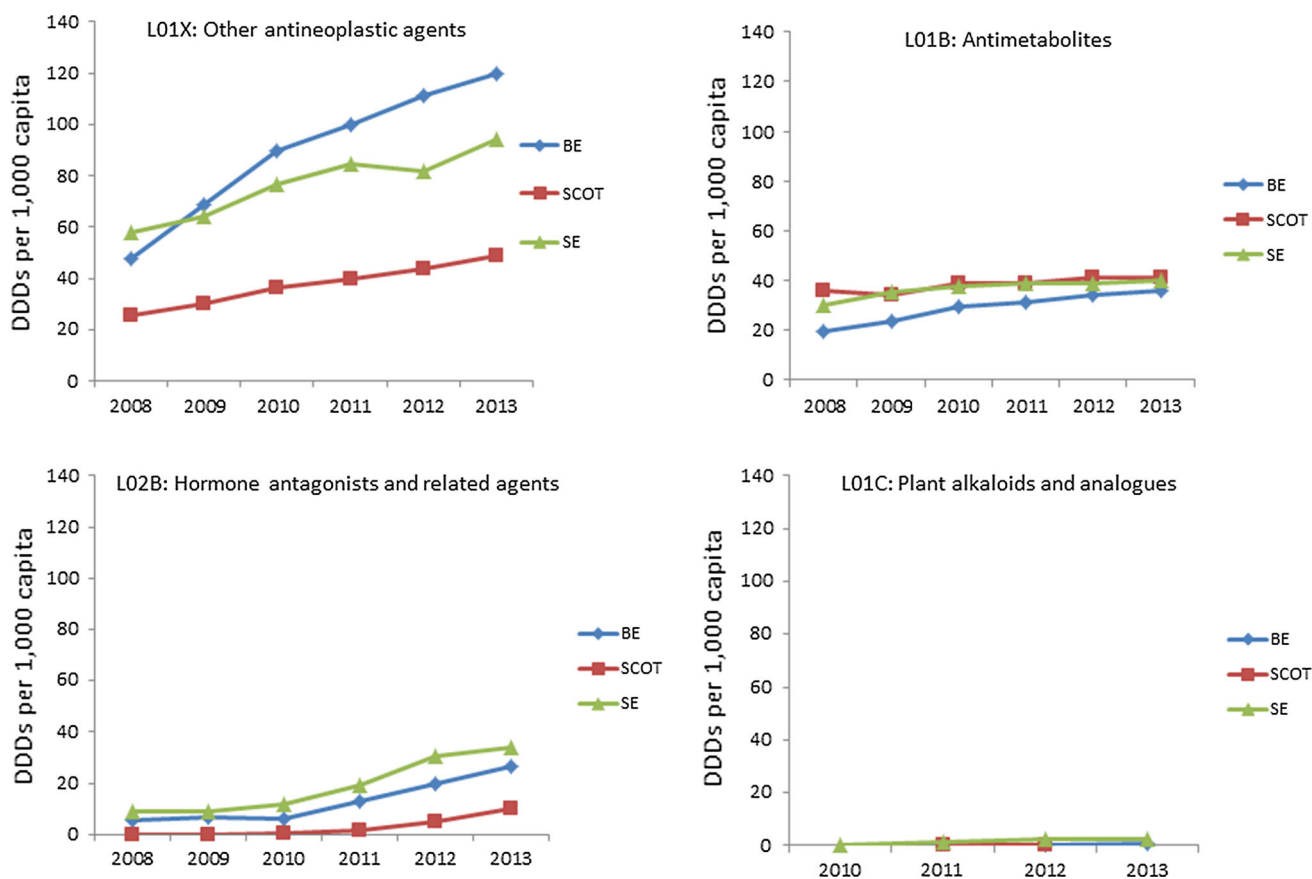 L01X: Other antineoplastic agents
DDDs per 1,000 capita
140
120
100
80
60
40
20
0
2008 2009 2010 2011 2012 2013
BE
SCOT
SE
L01B: Antimetabolites
DDDs per 1,000 capita
140
120
100
80
60
40
20
0
2008 2009 2010 2011 2012 2013
BE
SCOT
SE
L02B: Hormone antagonists and related agents
DDDs per 1,000 capita
140
120
100
80
60
40
20
0
2008 2009 2010 2011 2012 2013
BE
SCOT
SE
L01C: Plant alkaloids and analogues
DDDs per 1,000 capita
140
120
100
80
60
40
20
0
2010 2011 2012 2013
BE
SCOT
SE